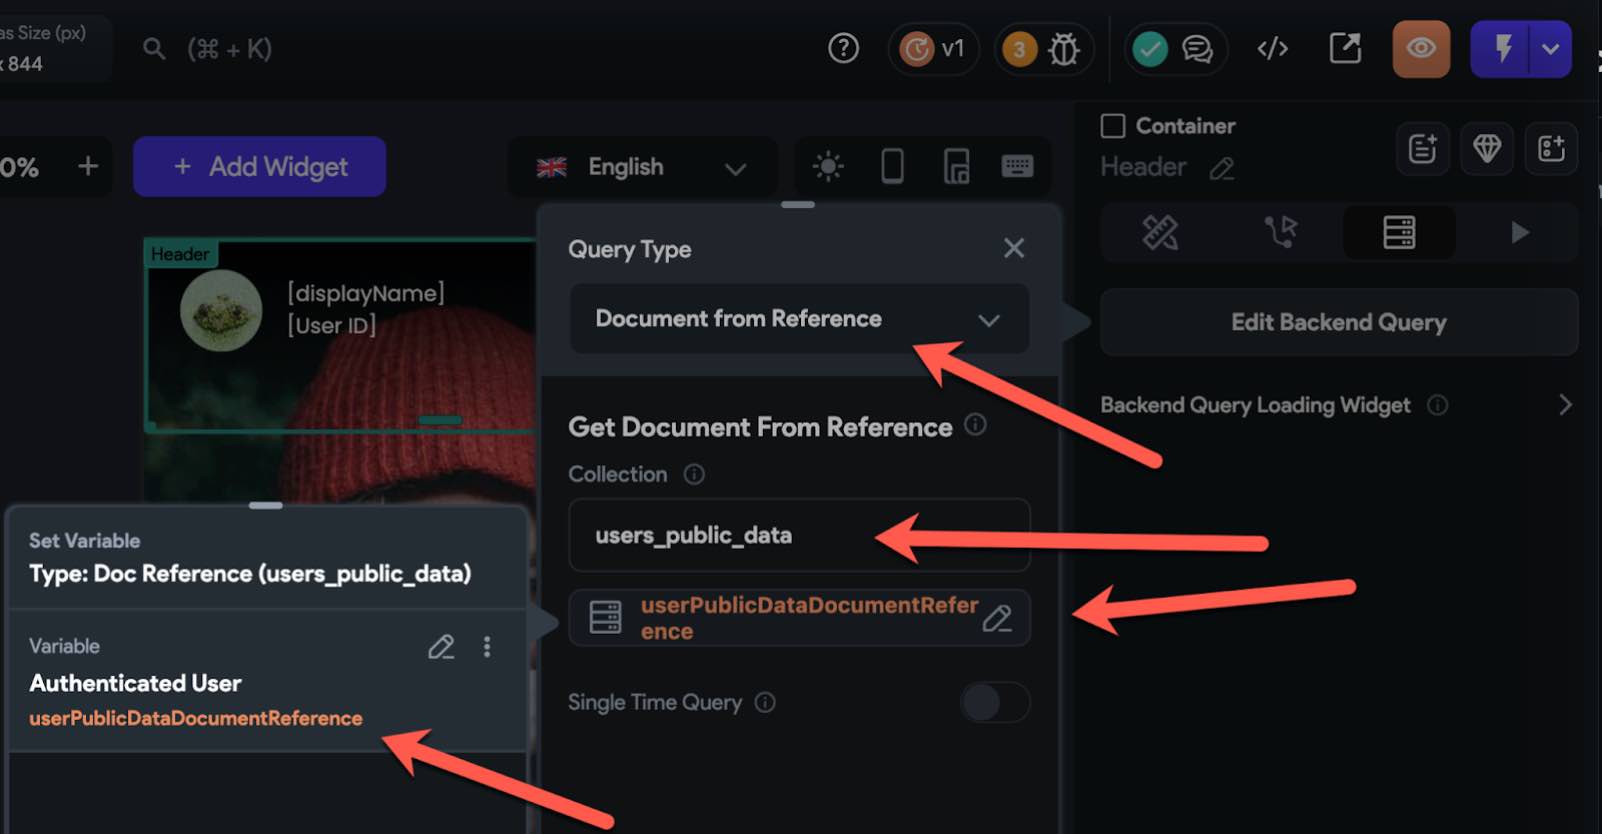 as Size (px)
x 844
(⌘ + K)
v1
3
0%
+
+ Add Widget
English
Container
Header
Header
[displayName]
[User ID]
Query Type
Document from Reference
Edit Backend Query
Backend Query Loading Widget
Get Document From Reference
Collection
users_public_data
userPublicDataDocumentRefer
ence
Single Time Query
Set Variable
Type: Doc Reference (users_public_data)
Variable
Authenticated User
userPublicDataDocumentReference